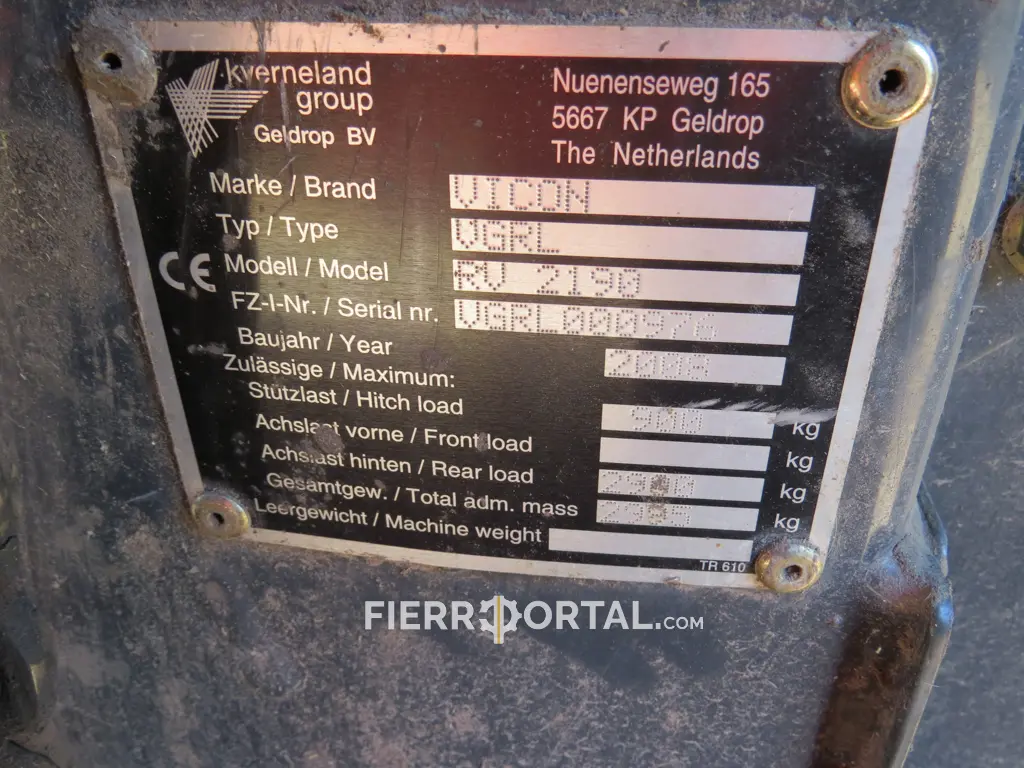 kverneland
group
Geldrop BV
Nuenenseweg 165
5667 KP Geldrop
The Netherlands
Marke / Brand VICON
Typ / Type VGRL
Modell / Model RV 2190
CE
FZ-I-Nr. / Serial nr. VGRL000976
Baujahr / Year
Zulässige / Maximum:
Stützlast / Hitch load 900 kg
Achslast vorne / Front load kg
Achslast hinten / Rear load kg
Gesamtgew. / Total adm. mass kg
Leergewicht / Machine weight
TR 610
FIERROPORTAL.COM